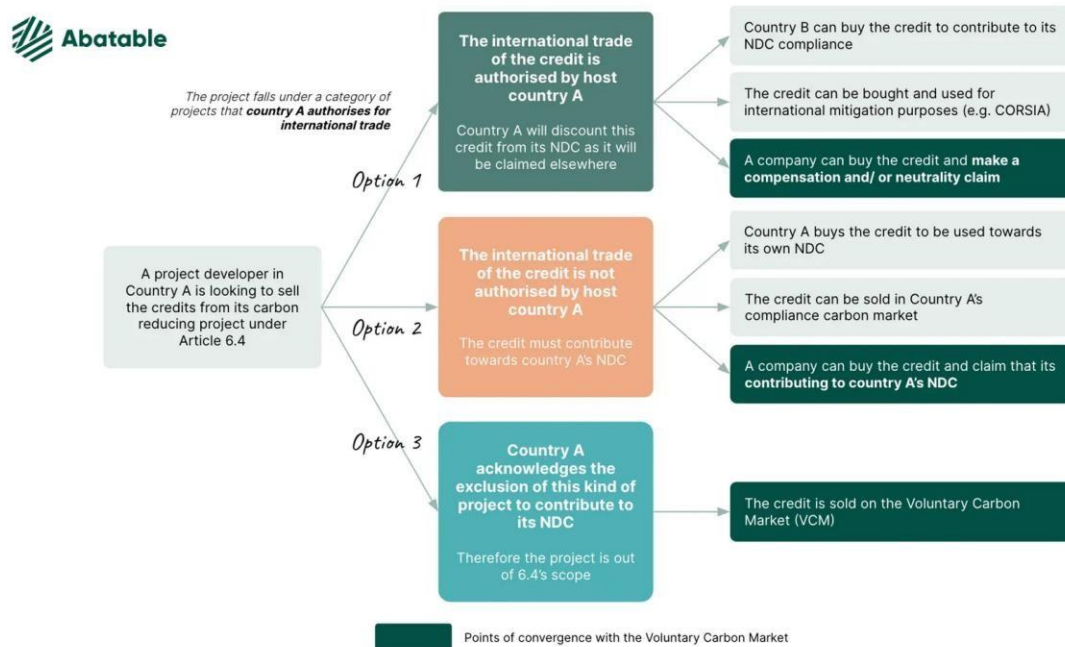 Abatable
The project falls under a category of
projects that country A authorises for
international trade
Option 1
The international trade
of the credit is
authorised by host
country A
Country A will discount this
credit from its NDC as it will
be claimed elsewhere
Country B can buy the credit to contribute to its
NDC compliance
The credit can be bought and used for
international mitigation purposes (e.g. CORSIA)
A company can buy the credit and make a
compensation and/ or neutrality claim
A project developer in
Country A is looking to sell
the credits from its carbon
reducing project under
Article 6.4
Option 2
The international trade
of the credit is not
authorised by host
country A
The credit must contribute
towards country A's NDC
Country A buys the credit to be used towards
its own NDC
The credit can be sold in Country A's
compliance carbon market
A company can buy the credit and claim that its
contributing to country A's NDC
Option 3
Country A
acknowledges the
exclusion of this kind of
project to contribute to
its NDC
Therefore the project is out
of 6.4's scope
The credit is sold on the Voluntary Carbon
Market (VCM)
Points of convergence with the Voluntary Carbon Market